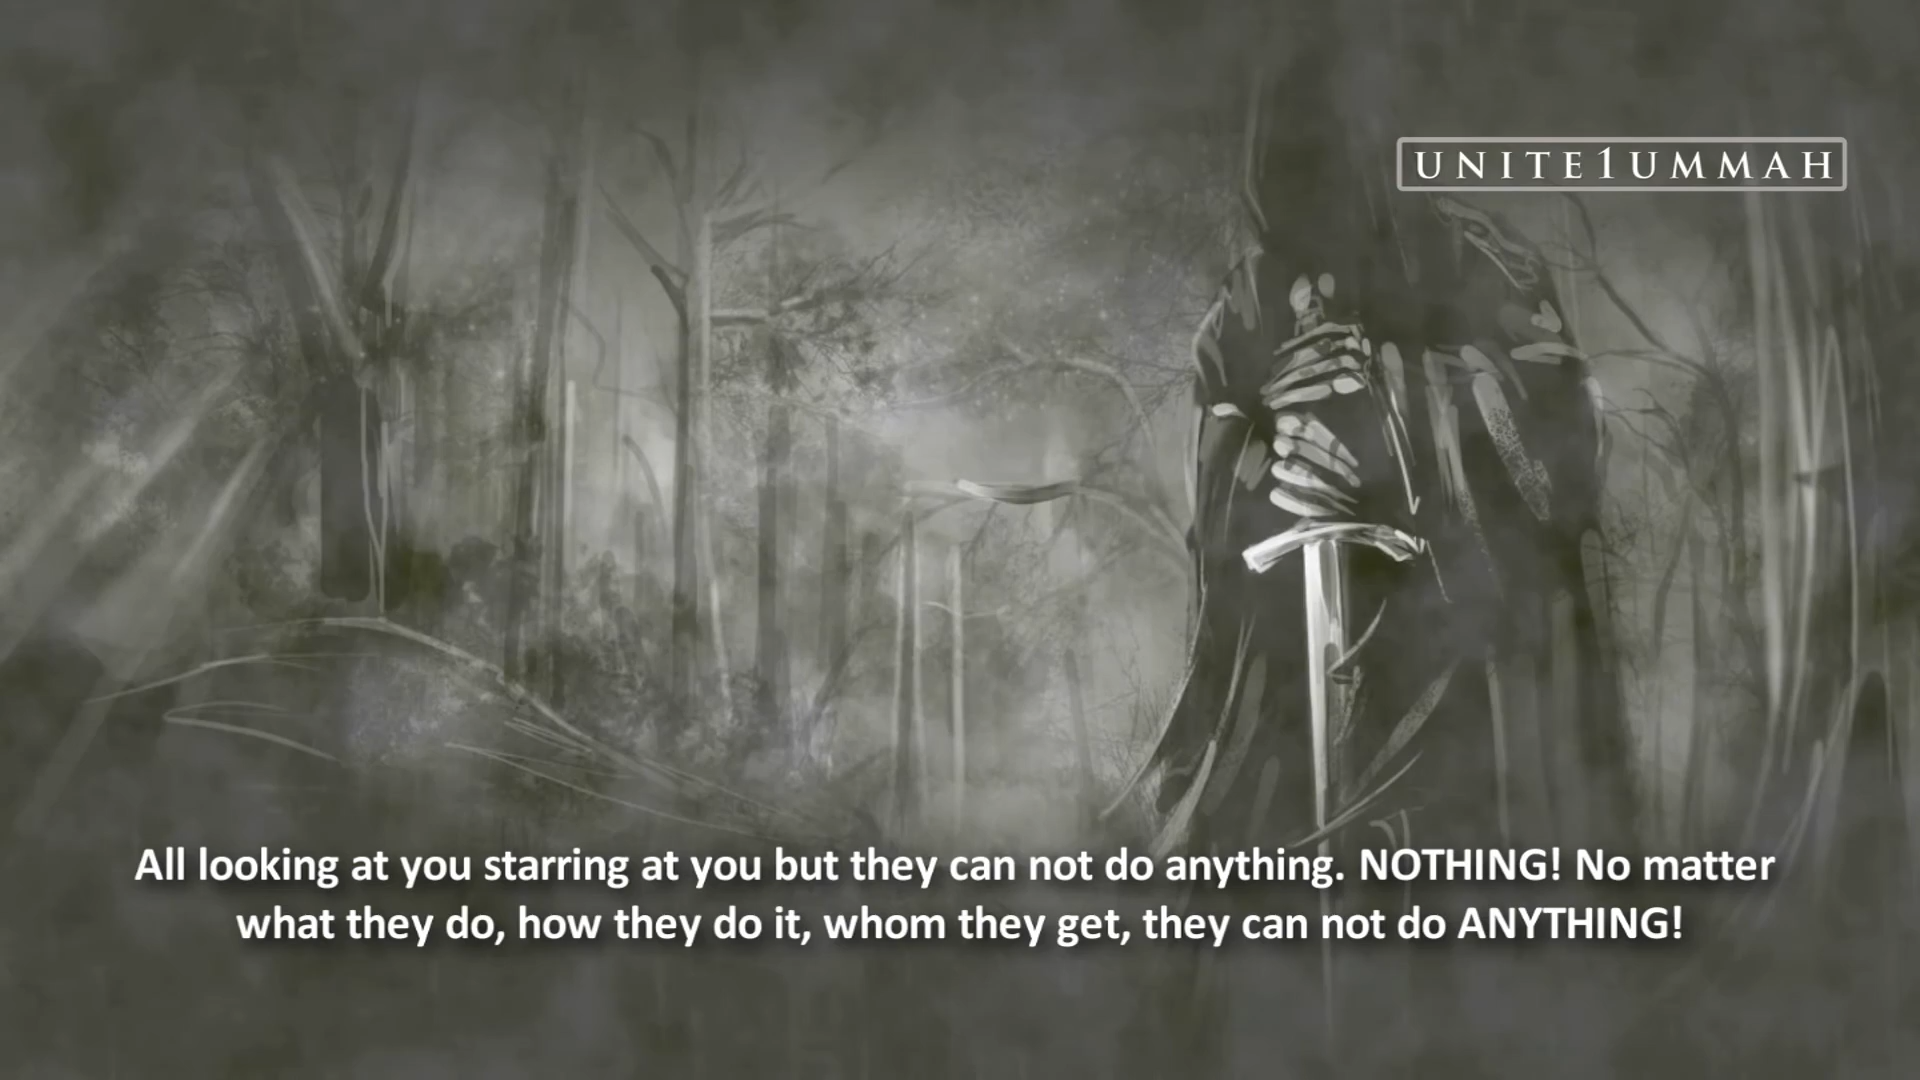 UNITE1UMMAH
All looking at you starring at you but they can not do anything. NOTHING! No matter
what they do, how they do it, whom they get, they can not do ANYTHING!